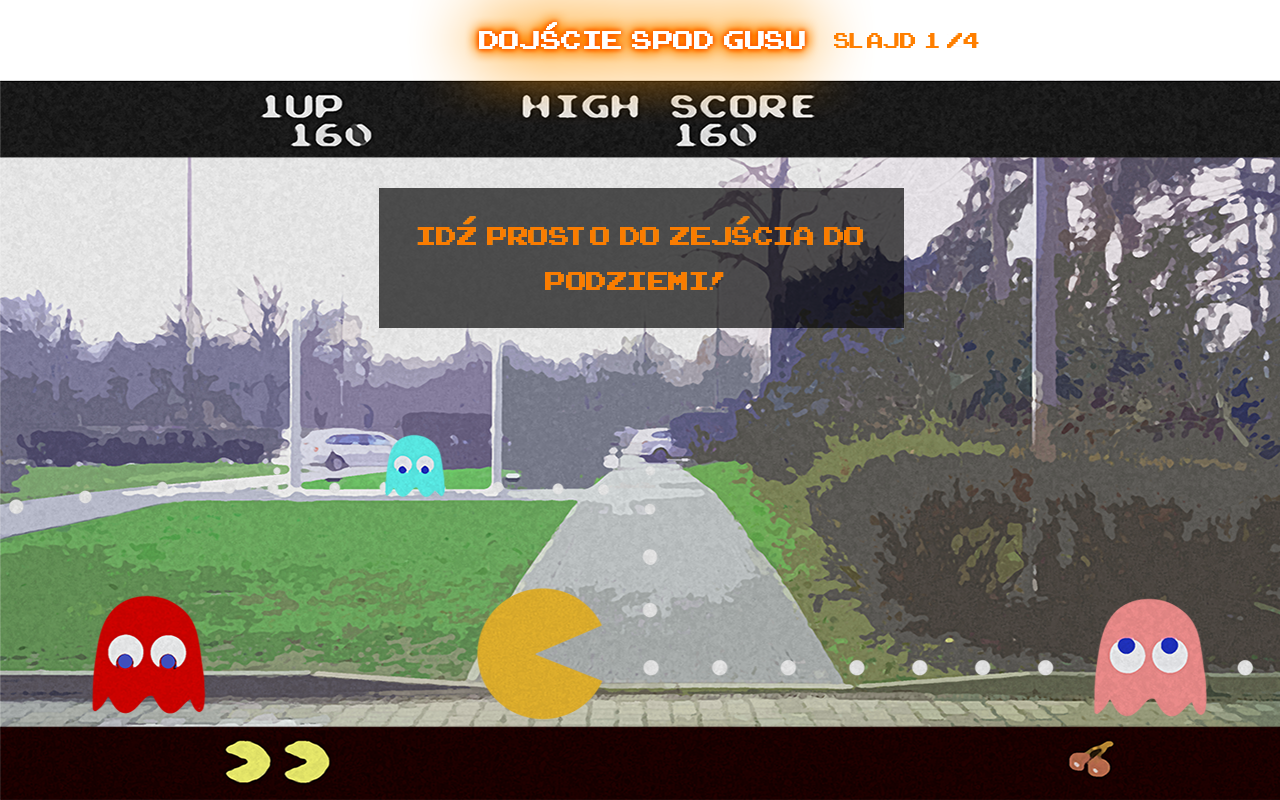 DOJŚCIE SPOD GUSU SLAJD 1/4
1UP HIGH SCORE
160 160
IDŹ PROSTO DO ZEJŚCIA DO
PODZIEMI!